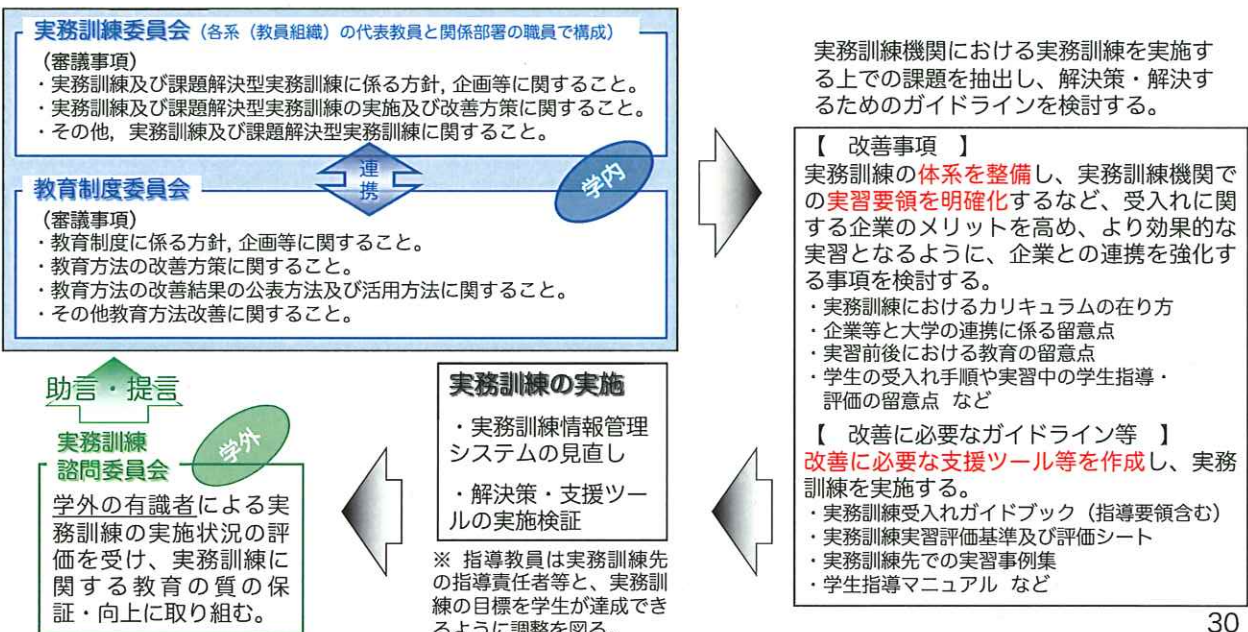 実務訓練委員会（各系（教員組織）の代表教員と関係部署の職員で構成）
（審議事項）
・実務訓練及び課題解決型実務訓練に係る方針, 企画等に関すること。
・実務訓練及び課題解決型実務訓練の実施及び改善方策に関すること。
・その他，実務訓練及び課題解決型実務訓練に関すること。
連
携
学内
教育制度委員会
（審議事項）
・教育制度に係る方針, 企画等に関すること。
・教育方法の改善方策に関すること。
・教育方法の改善結果の公表方法及び活用方法に関すること。
・その他教育方法改善に関すること。
実務訓練機関における実務訓練を実施す
る上での課題を抽出し、解決策・解決す
るためのガイドラインを検討する。
【　改善事項　】
実務訓練の体系を整備し、実務訓練機関で
の実習要領を明確化するなど、受入れに関
する企業のメリットを高め、より効果的な
実習となるように、企業との連携を強化す
る事項を検討する。
・実務訓練におけるカリキュラムの在り方
・企業等と大学の連携に係る留意点
・実習前後における教育の留意点
・学生の受入れ手順や実習中の学生指導・
評価の留意点 など
【　改善に必要なガイドライン等　】
改善に必要な支援ツール等を作成し、実務
訓練を実施する。
・実務訓練受入れガイドブック（指導要領含む）
・実務訓練実習評価基準及び評価シート
・実務訓練先での実習事例集
・学生指導マニュアル など
実務訓練の実施
・実務訓練情報管理
システムの見直し
・解決策・支援ツー
ルの実施検証
※ 指導教員は実務訓練先
の指導責任者等と、実務訓
練の目標を学生が達成でき
るように調整を図る。
助言・提言
学外
実務訓練
諮問委員会
学外の有識者による実
務訓練の実施状況の評
価を受け、実務訓練に
関する教育の質の保
証・向上に取り組む。
30